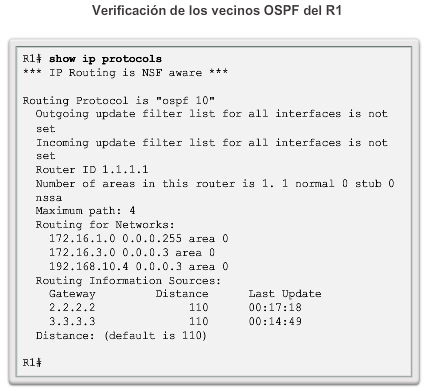 Verificación de los vecinos OSPF del R1
R1# show ip protocols
*** IP Routing is NSF aware ***
Routing Protocol is "ospf 10"
Outgoing update filter list for all interfaces is not
set
Incoming update filter list for all interfaces is not
set
Router ID 1.1.1.1
Number of areas in this router is 1. 1 normal 0 stub 0
nssa
Maximum path: 4
Routing for Networks:
172.16.1.0 0.0.0.255 area 0
172.16.3.0 0.0.0.3 area 0
192.168.10.4 0.0.0.3 area 0
Routing Information Sources:
Gateway Distance Last Update
2.2.2.2 110 00:17:18
3.3.3.3 110 00:14:49
Distance: (default is 110)
R1#